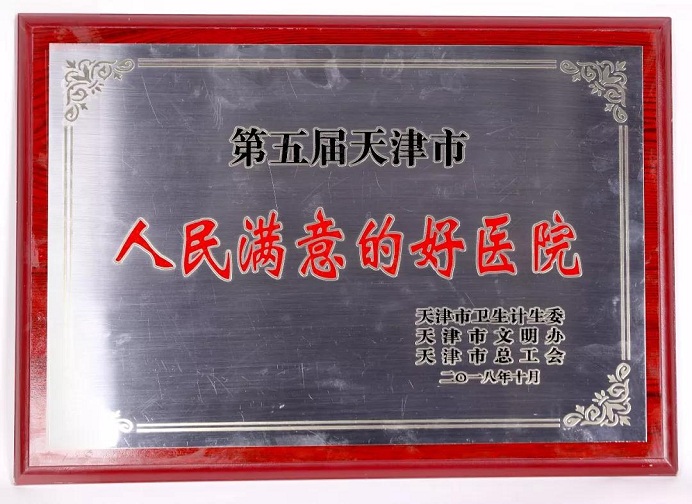 第五届天津市
人民满意的好医院
天津市卫生计生委
天津市文明办
天津市总工会
二〇一八年十月